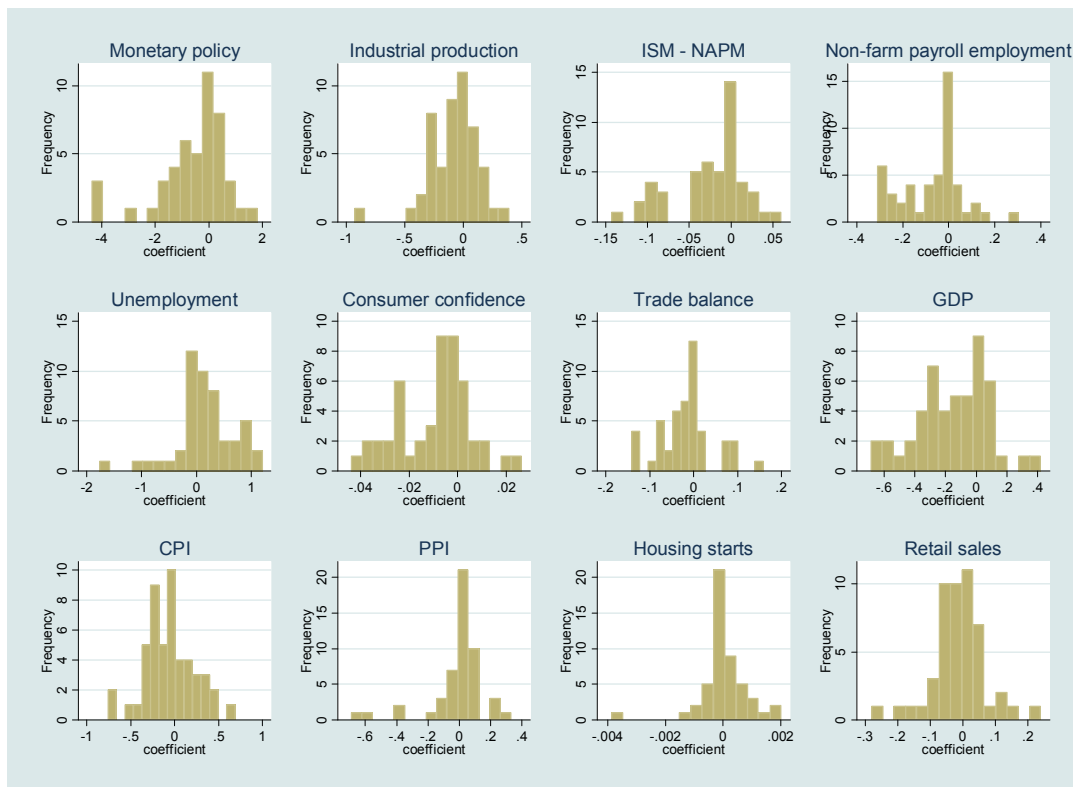 Monetary policy
Industrial production
ISM - NAPM
Non-farm payroll employment
Frequency
0 5 10
-4 -2 0 2
coefficient
Frequency
0 5 10
-1 -.5 0 .5
coefficient
Frequency
0 5 10 15
-.15 -.1 -.05 0 .05
coefficient
Frequency
0 5 10 15
-.4 -.2 0 .2 .4
coefficient
Unemployment
Consumer confidence
Trade balance
GDP
Frequency
0 5 10 15
-2 -1 0 1
coefficient
Frequency
0 2 4 6 8 10
-.04 -.02 0 .02
coefficient
Frequency
0 5 10 15
-.2 -.1 0 .1 .2
coefficient
Frequency
0 2 4 6 8 10
-.6 -.4 -.2 0 .2 .4
coefficient
CPI
PPI
Housing starts
Retail sales
Frequency
0 2 4 6 8 10
-1 -.5 0 .5 1
coefficient
Frequency
0 5 10 15 20
-.6 -.4 -.2 0 .2 .4
coefficient
Frequency
0 5 10 15 20
-.004 -.002 0 .002
coefficient
Frequency
0 5 10
-.3 -.2 -.1 0 .1 .2
coefficient